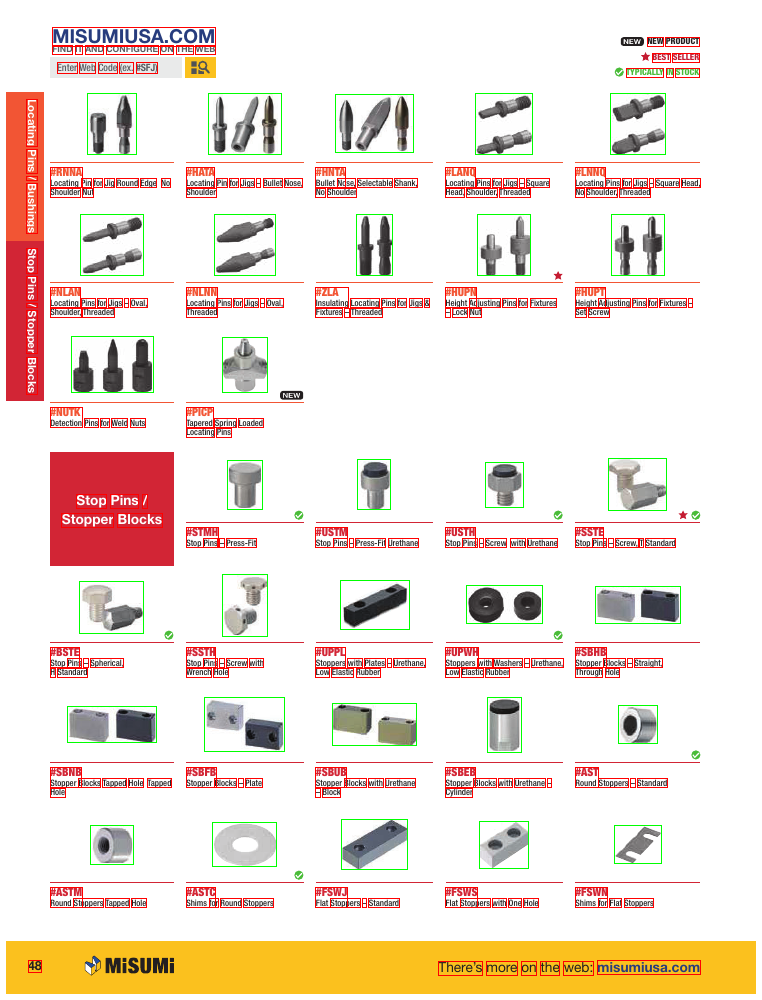 MISUMIUSA.COM
FIND IT AND CONFIGURE ON THE WEB
Enter Web Code (ex. #SFJ)
NEW NEW PRODUCT
BEST SELLER
TYPICALLY IN STOCK
Locating Pins / Bushings
Stop Pins / Stopper Blocks
#RNNA
Locating Pin for Jig Round Edge No
Shoulder Nut
#HATA
Locating Pin for Jigs – Bullet Nose,
Shoulder
#HNTA
Bullet Nose, Selectable Shank,
No Shoulder
#LANQ
Locating Pins for Jigs – Square
Head, Shoulder, Threaded
#LNNQ
Locating Pins for Jigs – Square Head,
No Shoulder, Threaded
#NLAN
Locating Pins for Jigs – Oval,
Shoulder, Threaded
#NLNN
Locating Pins for Jigs – Oval,
Threaded
#ZLA
Insulating Locating Pins for Jigs &
Fixtures – Threaded
#HUPN
Height Adjusting Pins for Fixtures
– Lock Nut
#HUPT
Height Adjusting Pins for Fixtures –
Set Screw
#NUTK
Detection Pins for Weld Nuts
NEW
#PICP
Tapered Spring Loaded
Locating Pins
Stop Pins /
Stopper Blocks
#STMH
Stop Pins – Press-Fit
#USTM
Stop Pins – Press-Fit Urethane
#USTH
Stop Pins – Screw with Urethane
#SSTE
Stop Pins – Screw, T Standard
#BSTE
Stop Pins – Spherical,
H Standard
#SSTH
Stop Pins – Screw with
Wrench Hole
#UPPL
Stoppers with Plates – Urethane,
Low Elastic Rubber
#UPWH
Stoppers with Washers – Urethane,
Low Elastic Rubber
#SBHB
Stopper Blocks – Straight,
Through Hole
#SBNB
Stopper Blocks Tapped Hole Tapped
Hole
#SBFB
Stopper Blocks – Plate
#SBUB
Stopper Blocks with Urethane
– Block
#SBEB
Stopper Blocks with Urethane –
Cylinder
#AST
Round Stoppers – Standard
#ASTM
Round Stoppers Tapped Hole
#ASTC
Shims for Round Stoppers
#FSWJ
Flat Stoppers – Standard
#FSWS
Flat Stoppers with One Hole
#FSWN
Shims for Flat Stoppers
48
MiSUMi
There's more on the web: misumiusa.com